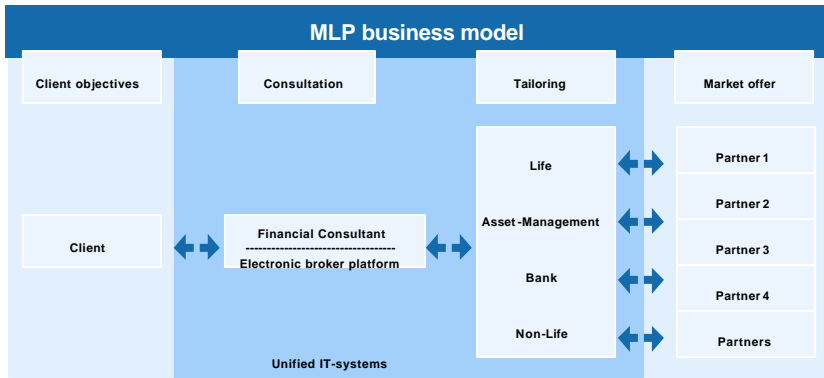 MLP business model
Client objectives
Consultation
Tailoring
Market offer
Client
Financial Consultant
-----------------------------------
Electronic broker platform
Life
Asset-Management
Bank
Non-Life
Partner 1
Partner 2
Partner 3
Partner 4
Partners
Unified IT-systems